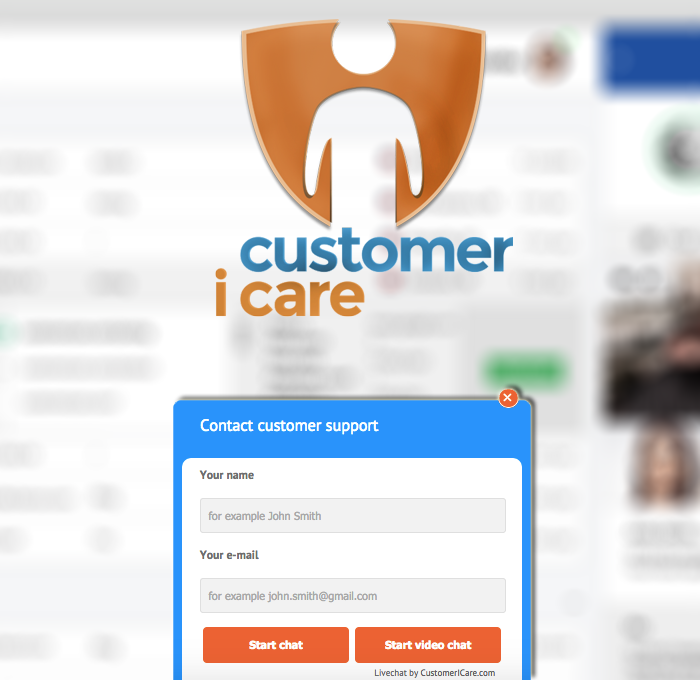 customer
i care
Contact customer support
Your name
for example John Smith
Your e-mail
for example john.smith@gmail.com
Start chat
Start video chat
Livechat by CustomerICare.com